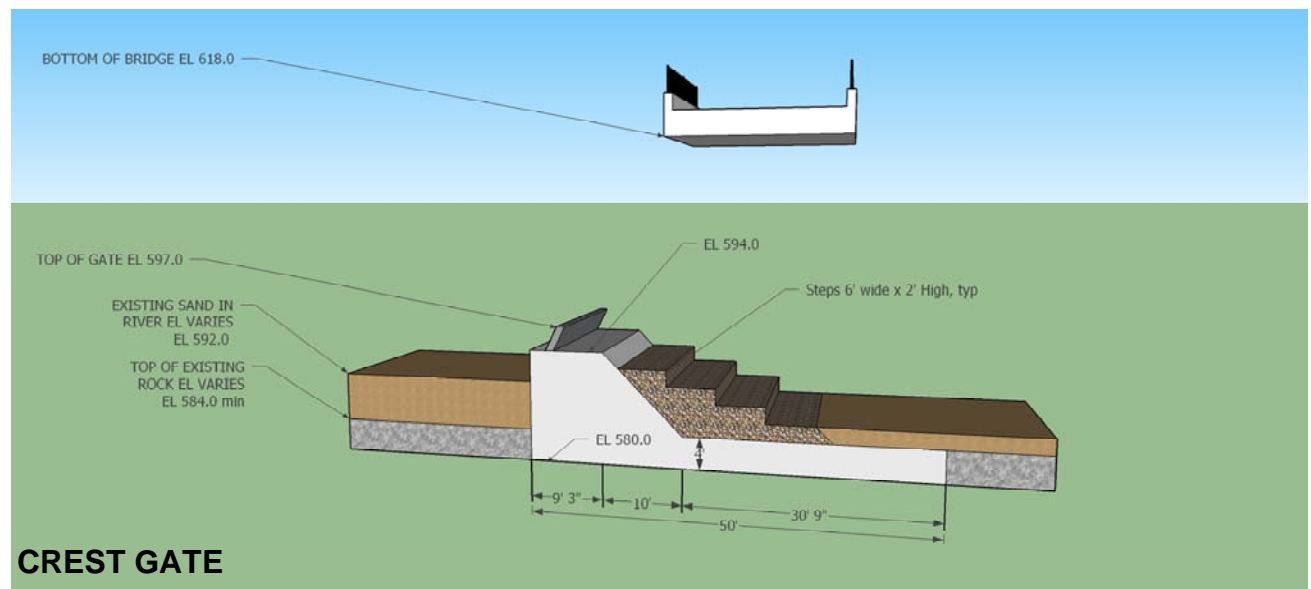 BOTTOM OF BRIDGE EL 618.0
EL 594.0
TOP OF GATE EL 597.0
Steps 6' wide x 2' High, typ
EXISTING SAND IN
RIVER EL VARIES
EL 592.0
TOP OF EXISTING
ROCK EL VARIES
EL 584.0 min
EL 580.0
4'
9' 3"
10'
30' 9"
50'
CREST GATE